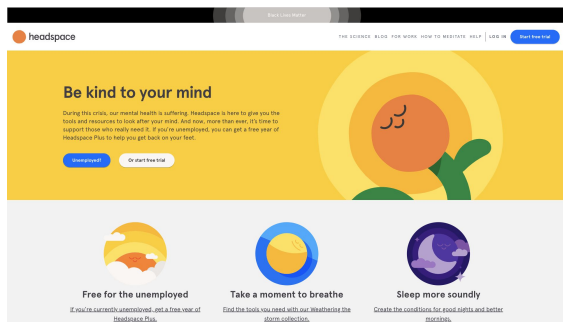 Black Lives Matter
headspace
THE SCIENCE BLOG FOR WORK HOW TO MEDITATE HELP LOG IN Start free trial
Be kind to your mind
During this crisis, our mental health is suffering. Headspace is here to give you the
tools and resources to look after your mind. And now, more than ever, it's time to
support those who really need it. If you're unemployed, you can get a free year of
Headspace Plus to help you get back on your feet.
Unemployed? Or start free trial
Free for the unemployed Take a moment to breathe Sleep more soundly
If you're currently unemployed, get a free year of
Headspace Plus.
Find the tools you need with our Weathering the
storm collection.
Create the conditions for good nights and better
mornings.